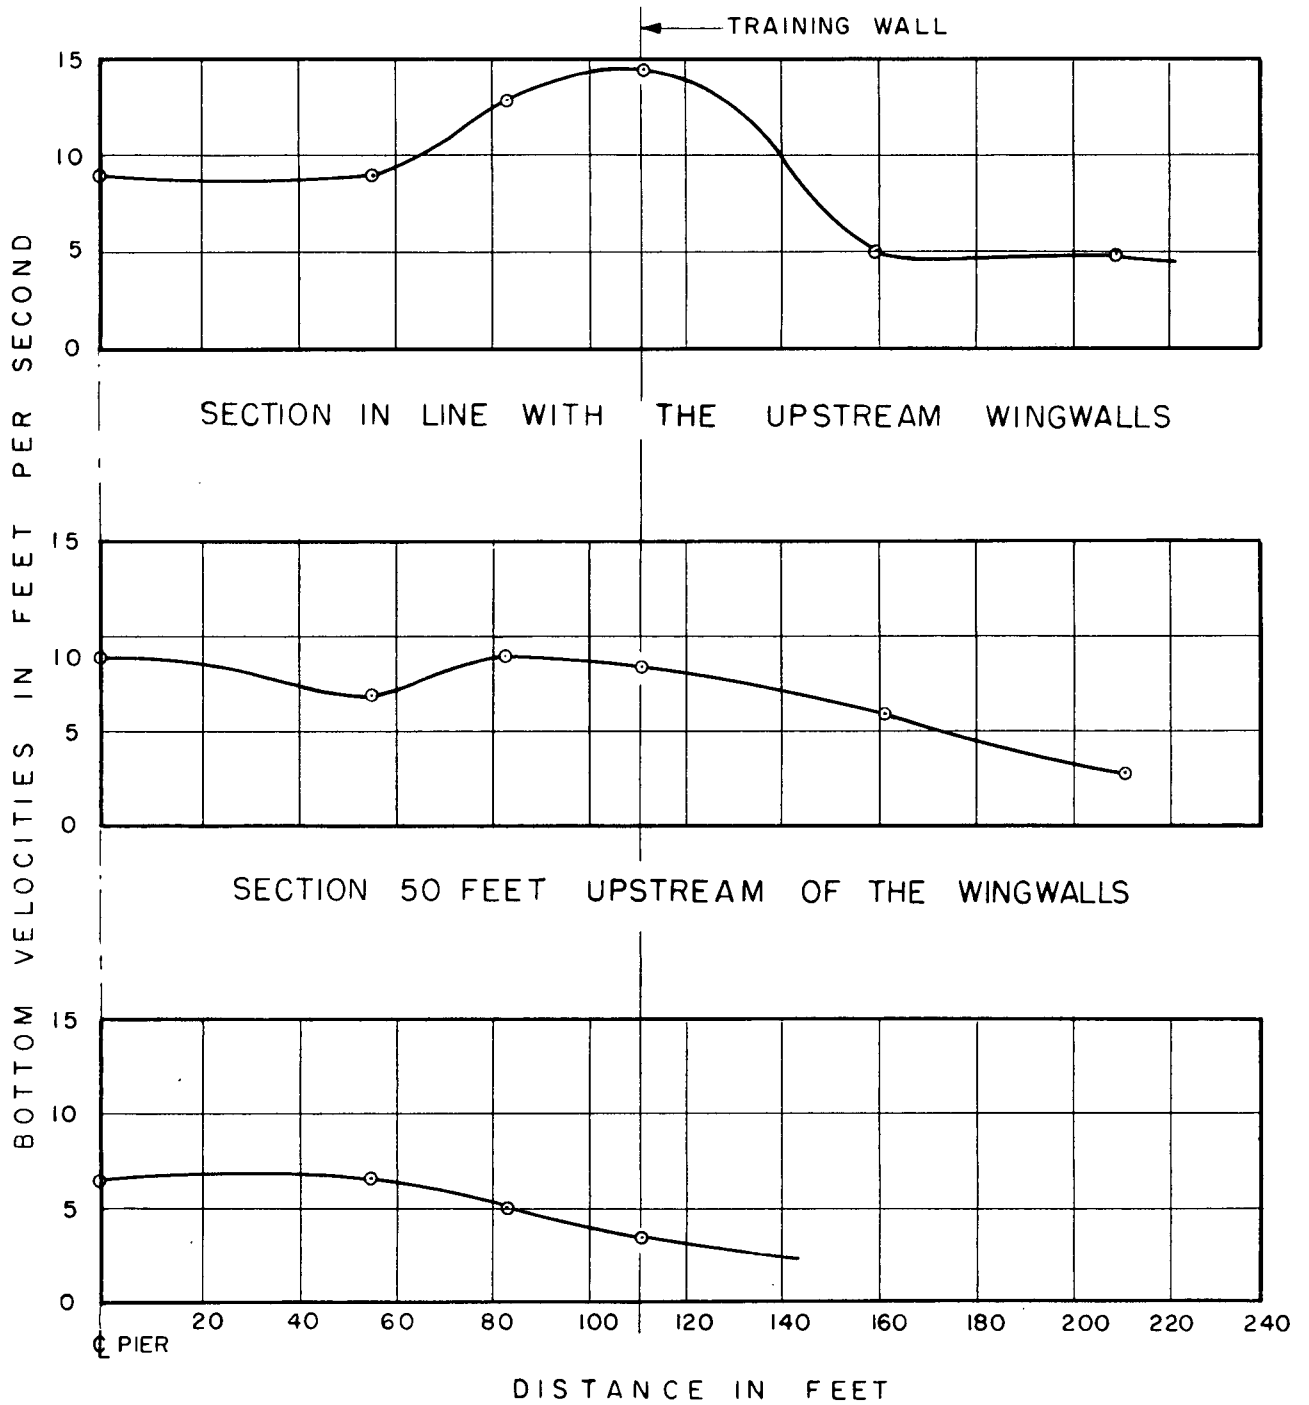 TRAINING WALL
15
10
5
0
SECTION IN LINE WITH THE UPSTREAM WINGWALLS
15
10
5
0
SECTION 50 FEET UPSTREAM OF THE WINGWALLS
15
10
5
0
BOTTOM VELOCITIES IN FEET PER SECOND
℄ PIER 20 40 60 80 100 120 140 160 180 200 220 240
DISTANCE IN FEET